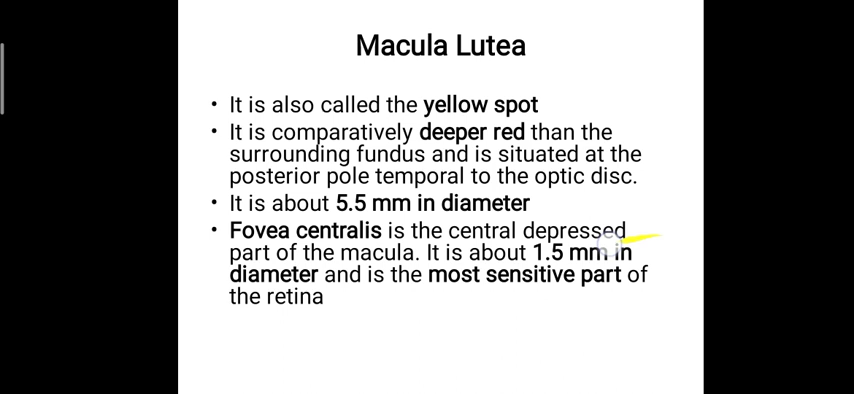 Macula Lutea
• It is also called the yellow spot
• It is comparatively deeper red than the
surrounding fundus and is situated at the
posterior pole temporal to the optic disc.
• It is about 5.5 mm in diameter
• Fovea centralis is the central depressed
part of the macula. It is about 1.5 mm in
diameter and is the most sensitive part of
the retina